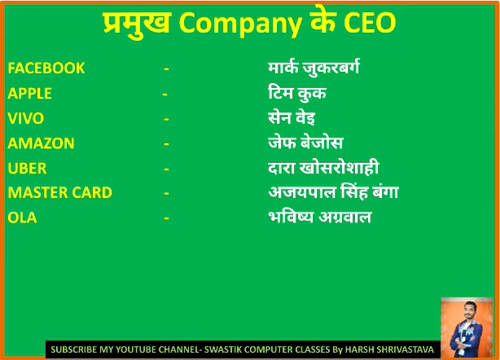 प्रमुख Company के CEO
FACEBOOK - मार्क जुकरबर्ग
APPLE - टिम कुक
VIVO - सेन वेइ
AMAZON - जेफ बेजोस
UBER - दारा खोसरोशाही
MASTER CARD - अजयपाल सिंह बंगा
OLA - भविष्य अग्रवाल
SUBSCRIBE MY YOUTUBE CHANNEL- SWASTIK COMPUTER CLASSES By HARSH SHRIVASTAVA